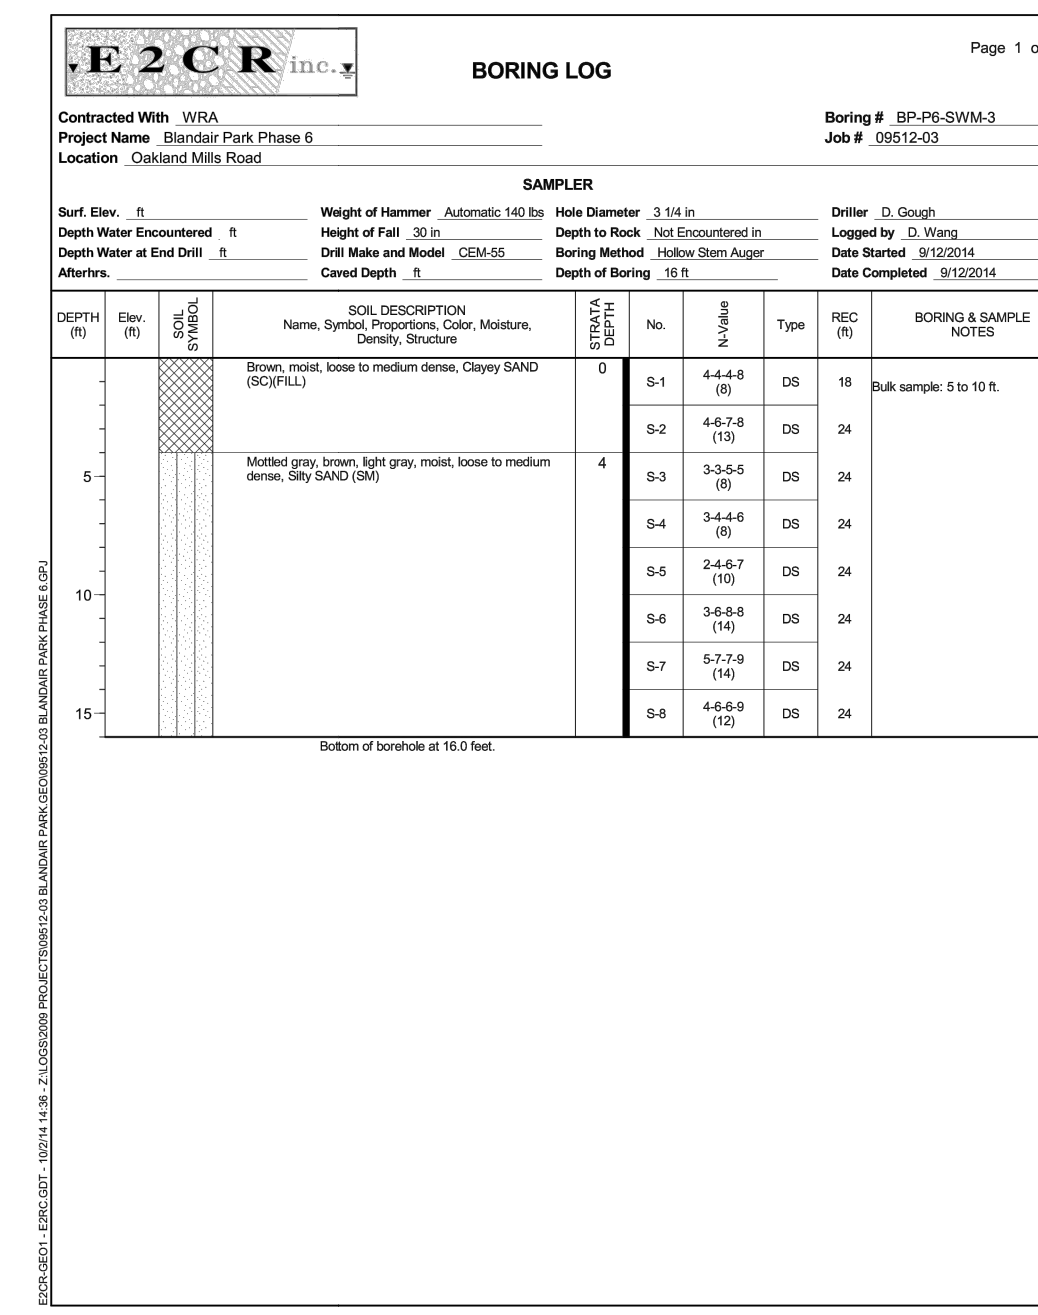 E2CR inc.
Page 1 o
BORING LOG
Contracted With WRA
Boring # BP-P6-SWM-3
Project Name Blandair Park Phase 6
Job # 09512-03
Location Oakland Mills Road
SAMPLER
Surf. Elev. ft Weight of Hammer Automatic 140 lbs Hole Diameter 3 1/4 in Driller D. Gough
Depth Water Encountered ft Height of Fall 30 in Depth to Rock Not Encountered in Logged by D. Wang
Depth Water at End Drill ft Drill Make and Model CEM-55 Boring Method Hollow Stem Auger Date Started 9/12/2014
Afterhrs. Caved Depth ft Depth of Boring 16 ft Date Completed 9/12/2014
DEPTH (ft) Elev. (ft) SOIL SYMBOL SOIL DESCRIPTION Name, Symbol, Proportions, Color, Moisture, Density, Structure STRATA DEPTH No. N-Value Type REC (ft) BORING & SAMPLE NOTES
Brown, moist, loose to medium dense, Clayey SAND 0
(SC)(FILL)
S-1 4-4-4-8 (8) DS 18 Bulk sample: 5 to 10 ft.
S-2 4-6-7-8 (13) DS 24
Mottled gray, brown, light gray, moist, loose to medium 4
dense, Silty SAND (SM)
5 S-3 3-3-5-5 (8) DS 24
S-4 3-4-4-6 (8) DS 24
S-5 2-4-6-7 (10) DS 24
10
S-6 3-6-8-8 (14) DS 24
S-7 5-7-7-9 (14) DS 24
15 S-8 4-6-6-9 (12) DS 24
Bottom of borehole at 16.0 feet.
E2CR-GEO1 - E2RC.GDT - 10/2/14 14:36 - Z:\LOGS\2009 PROJECTS\09512-03 BLANDAIR PARK.GEO\09512-03 BLANDAIR PARK PHASE 6.GPJ